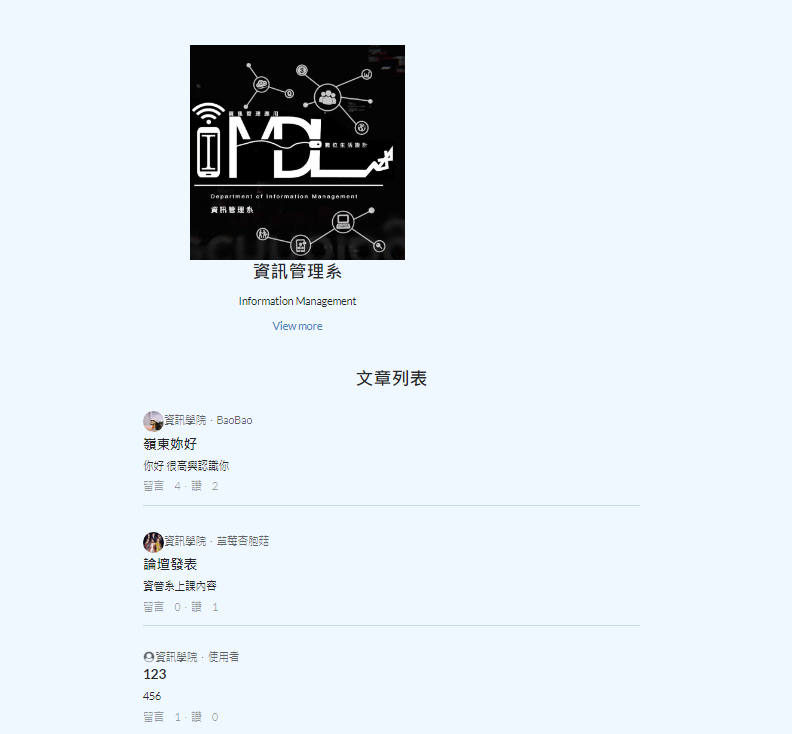 資訊管理應用
iMDL
數位生活設計
Department of Information Management
資訊管理系
資訊管理系
Information Management
View more
文章列表
資訊學院 · BaoBao
嶺東妳好
你好 很高興認識你
留言 4 · 讚 2
資訊學院 · 草莓杏胞菇
論壇發表
資管系上課內容
留言 0 · 讚 1
資訊學院 · 使用者
123
456
留言 1 · 讚 0